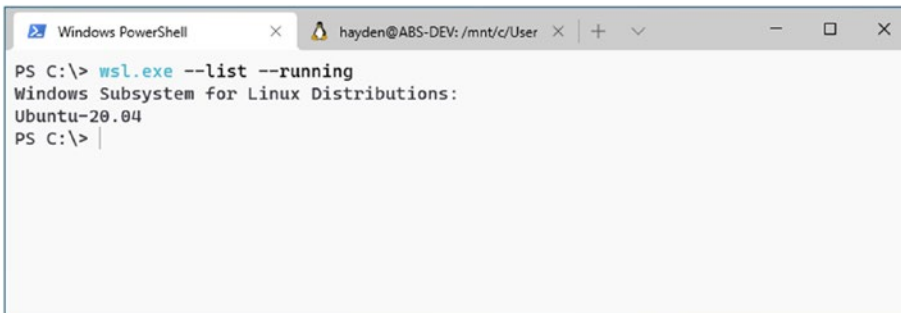 Windows PowerShell
hayden@ABS-DEV: /mnt/c/User
PS C:\> wsl.exe --list --running
Windows Subsystem for Linux Distributions:
Ubuntu-20.04
PS C:\>